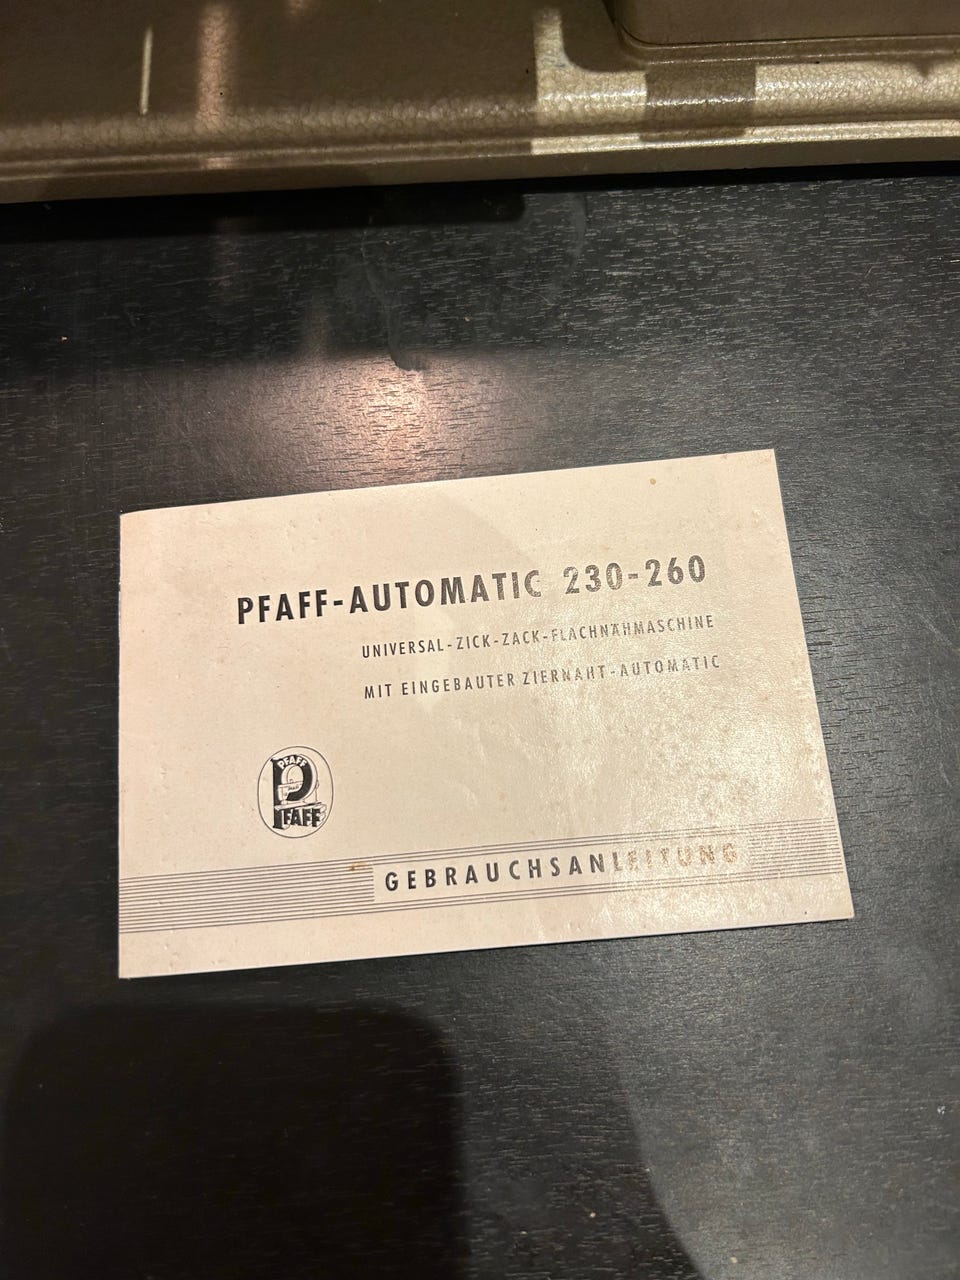 PFAFF-AUTOMATIC 230-260
UNIVERSAL-ZICK-ZACK-FLACHNÄHMASCHINE
MIT EINGEBAUTER ZIERNAHT-AUTOMATIC
PFAFF
PFAFF
GEBRAUCHSANLEITUNG